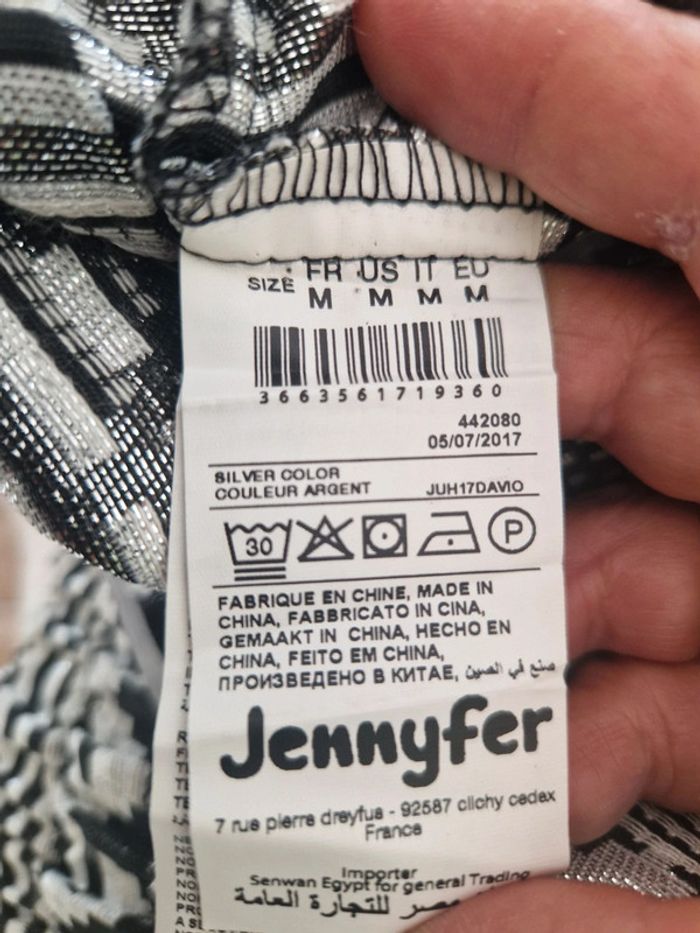 SIZE FR US IT EU
M M M M
3663561719360
442080
05/07/2017
SILVER COLOR
COULEUR ARGENT JUH17DAVIO
30 P
FABRIQUE EN CHINE, MADE IN
CHINA, FABBRICATO IN CINA,
GEMAAKT IN CHINA, HECHO EN
CHINA, FEITO EM CHINA,
ПРОИЗВЕДЕНО В КИТАЕ, صنع في الصين
Jennyfer
7 rue pierre dreyfus - 92587 clichy cedex
France
Importer
Senwan Egypt for general Trading
مصر للتجارة العامة